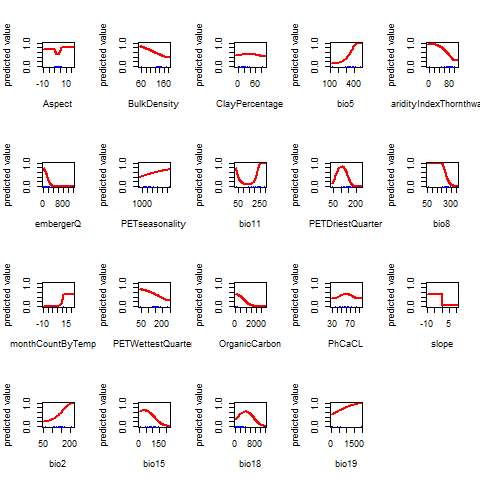 predicted value 0.0 1.0 -10 10 Aspect
predicted value 0.0 1.0 60 160 BulkDensity
predicted value 0.0 1.0 0 60 ClayPercentage
predicted value 0.0 1.0 100 400 bio5
predicted value 0.0 1.0 0 80 aridityIndexThornthwa
predicted value 0.0 1.0 0 800 embergerQ
predicted value 0.0 1.0 1000 PETseasonality
predicted value 0.0 1.0 50 250 bio11
predicted value 0.0 1.0 50 200 PETDriestQuarter
predicted value 0.0 1.0 50 300 bio8
predicted value 0.0 1.0 -10 15 monthCountByTemp
predicted value 0.0 1.0 50 200 PETWettestQuarte
predicted value 0.0 1.0 0 2000 OrganicCarbon
predicted value 0.0 1.0 30 70 PhCaCL
predicted value 0.0 1.0 -10 5 slope
predicted value 0.0 1.0 50 200 bio2
predicted value 0.0 1.0 0 150 bio15
predicted value 0.0 1.0 0 800 bio18
predicted value 0.0 1.0 0 1500 bio19